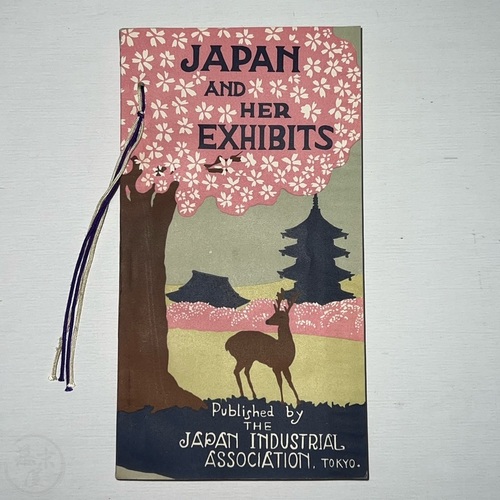 JAPAN
AND
HER
EXHIBITS
Published by
THE
JAPAN INDUSTRIAL
ASSOCIATION. TOKYO.